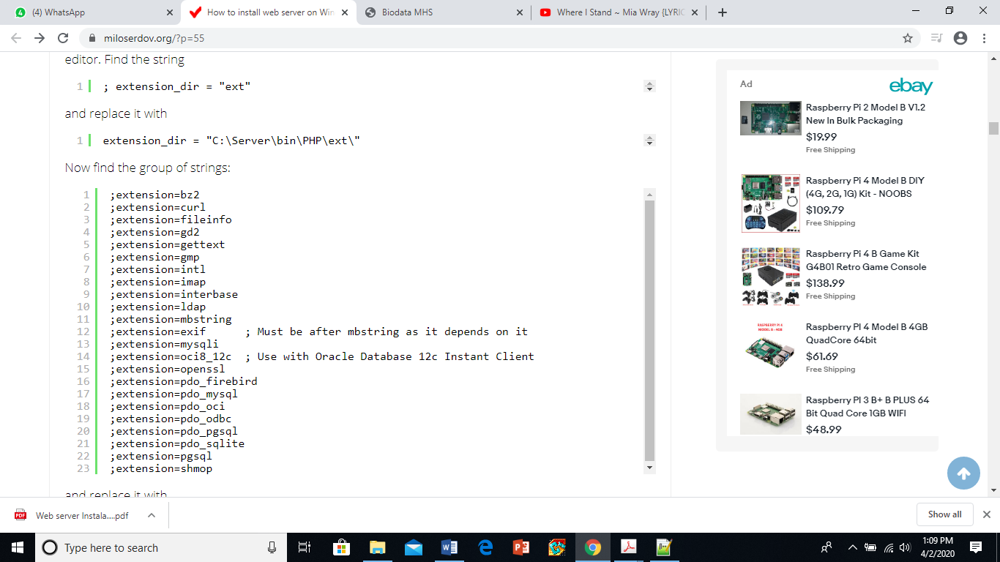 (4) WhatsApp
How to install web server on Win
Biodata MHS
Where I Stand ~ Mia Wray {LYRIC
miloserdov.org/?p=55
editor. Find the string
1 ; extension_dir = "ext"
and replace it with
1 extension_dir = "C:\Server\bin\PHP\ext\"
Now find the group of strings:
1 ;extension=bz2
2 ;extension=curl
3 ;extension=fileinfo
4 ;extension=gd2
5 ;extension=gettext
6 ;extension=gmp
7 ;extension=intl
8 ;extension=imap
9 ;extension=interbase
10 ;extension=ldap
11 ;extension=mbstring
12 ;extension=exif ; Must be after mbstring as it depends on it
13 ;extension=mysqli
14 ;extension=oci8_12c ; Use with Oracle Database 12c Instant Client
15 ;extension=openssl
16 ;extension=pdo_firebird
17 ;extension=pdo_mysql
18 ;extension=pdo_oci
19 ;extension=pdo_odbc
20 ;extension=pdo_pgsql
21 ;extension=pdo_sqlite
22 ;extension=pgsql
23 ;extension=shmop
and replace it with
Ad
ebay
Raspberry Pi 2 Model B V1.2
New In Bulk Packaging
$19.99
Free Shipping
Raspberry Pi 4 Model B DIY
(4G, 2G, 1G) Kit - NOOBS
$109.79
Free Shipping
Raspberry Pi 4 B Game Kit
G4B01 Retro Game Console
$138.99
Free Shipping
RASPBERRY PI 4
MODEL B - 4GB
Raspberry PI 4 Model B 4GB
QuadCore 64bit
$61.69
Free Shipping
Raspberry PI 3 B+ B PLUS 64
Bit Quad Core 1GB WIFI
$48.99
PDF
Web server Instala....pdf
Show all
Type here to search
1:09 PM
4/2/2020